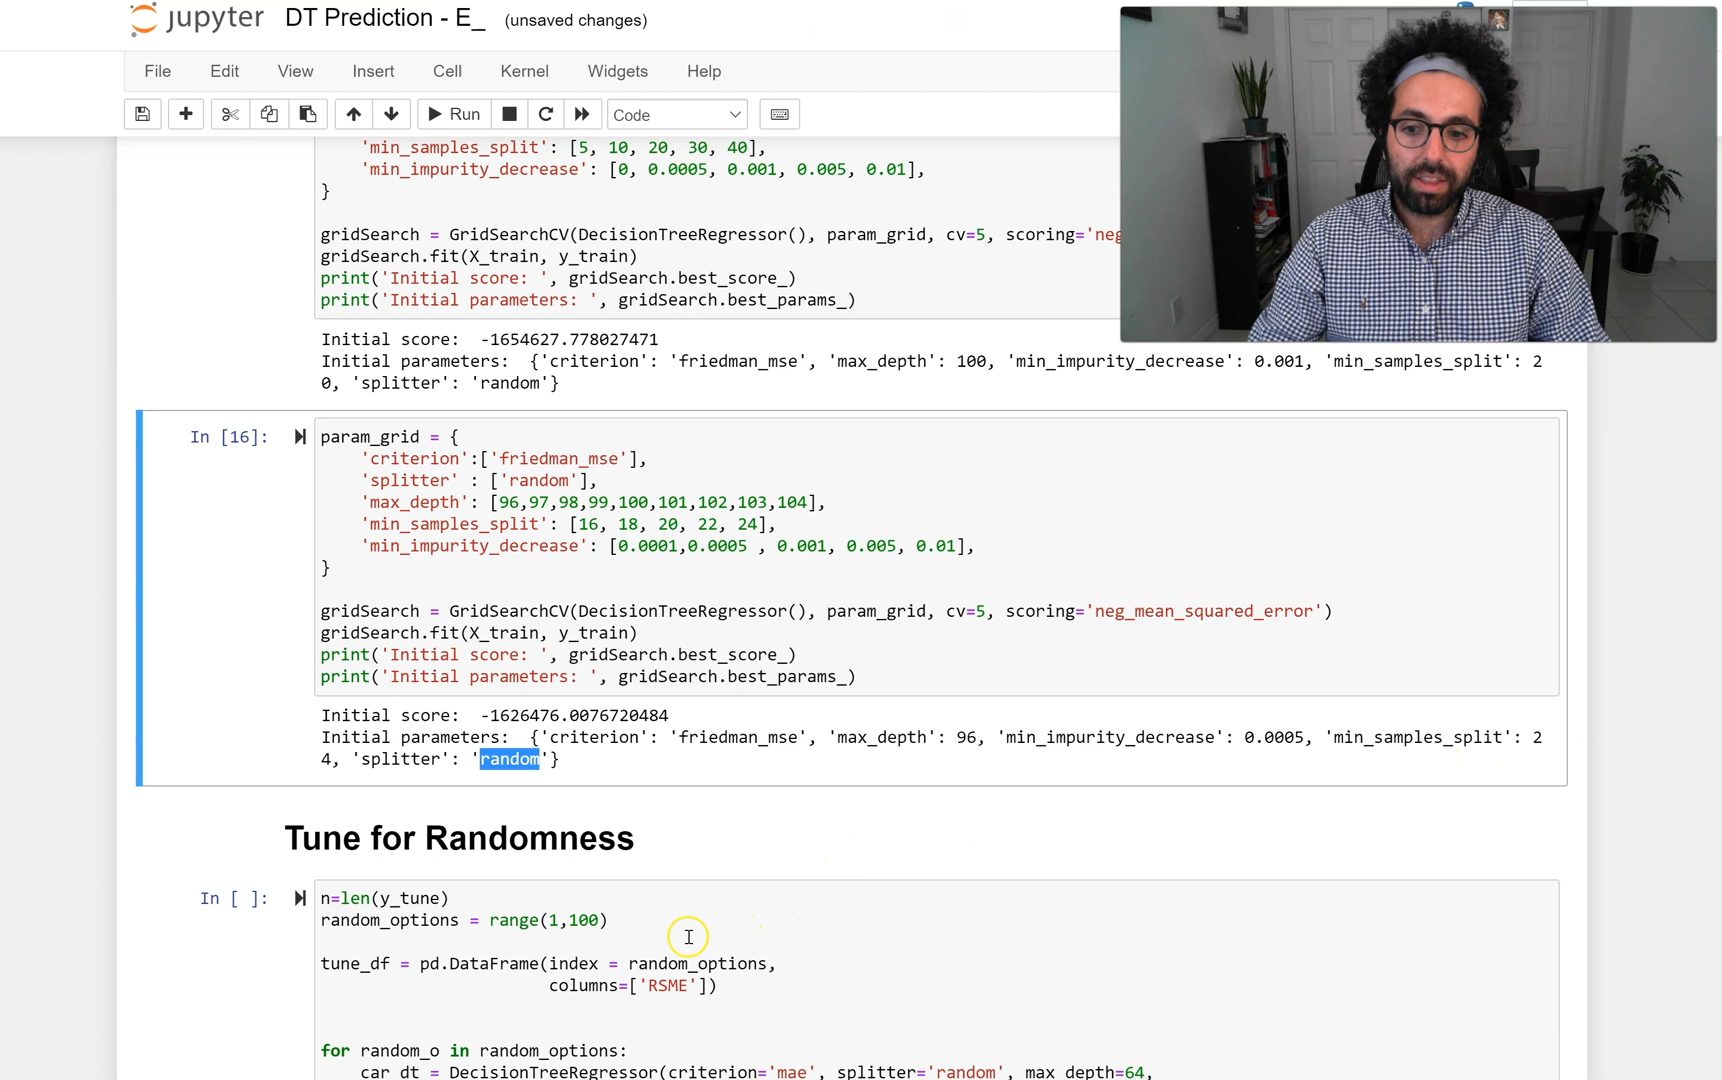 jupyter DT Prediction - E_ (unsaved changes)
File Edit View Insert Cell Kernel Widgets Help
Run Code
'min_samples_split': [5, 10, 20, 30, 40],
'min_impurity_decrease': [0, 0.0005, 0.001, 0.005, 0.01],
}
gridSearch = GridSearchCV(DecisionTreeRegressor(), param_grid, cv=5, scoring='neg
gridSearch.fit(X_train, y_train)
print('Initial score: ', gridSearch.best_score_)
print('Initial parameters: ', gridSearch.best_params_)
Initial score:  -1654627.778027471
Initial parameters:  {'criterion': 'friedman_mse', 'max_depth': 100, 'min_impurity_decrease': 0.001, 'min_samples_split': 2
0, 'splitter': 'random'}
In [16]: param_grid = {
'criterion':['friedman_mse'],
'splitter' : ['random'],
'max_depth': [96,97,98,99,100,101,102,103,104],
'min_samples_split': [16, 18, 20, 22, 24],
'min_impurity_decrease': [0.0001,0.0005 , 0.001, 0.005, 0.01],
}
gridSearch = GridSearchCV(DecisionTreeRegressor(), param_grid, cv=5, scoring='neg_mean_squared_error')
gridSearch.fit(X_train, y_train)
print('Initial score: ', gridSearch.best_score_)
print('Initial parameters: ', gridSearch.best_params_)
Initial score:  -1626476.0076720484
Initial parameters:  {'criterion': 'friedman_mse', 'max_depth': 96, 'min_impurity_decrease': 0.0005, 'min_samples_split': 2
4, 'splitter': 'random'}
Tune for Randomness
In [ ]: n=len(y_tune)
random_options = range(1,100)
tune_df = pd.DataFrame(index = random_options,
columns=['RSME'])
for random_o in random_options:
car_dt = DecisionTreeRegressor(criterion='mae', splitter='random', max_depth=64,